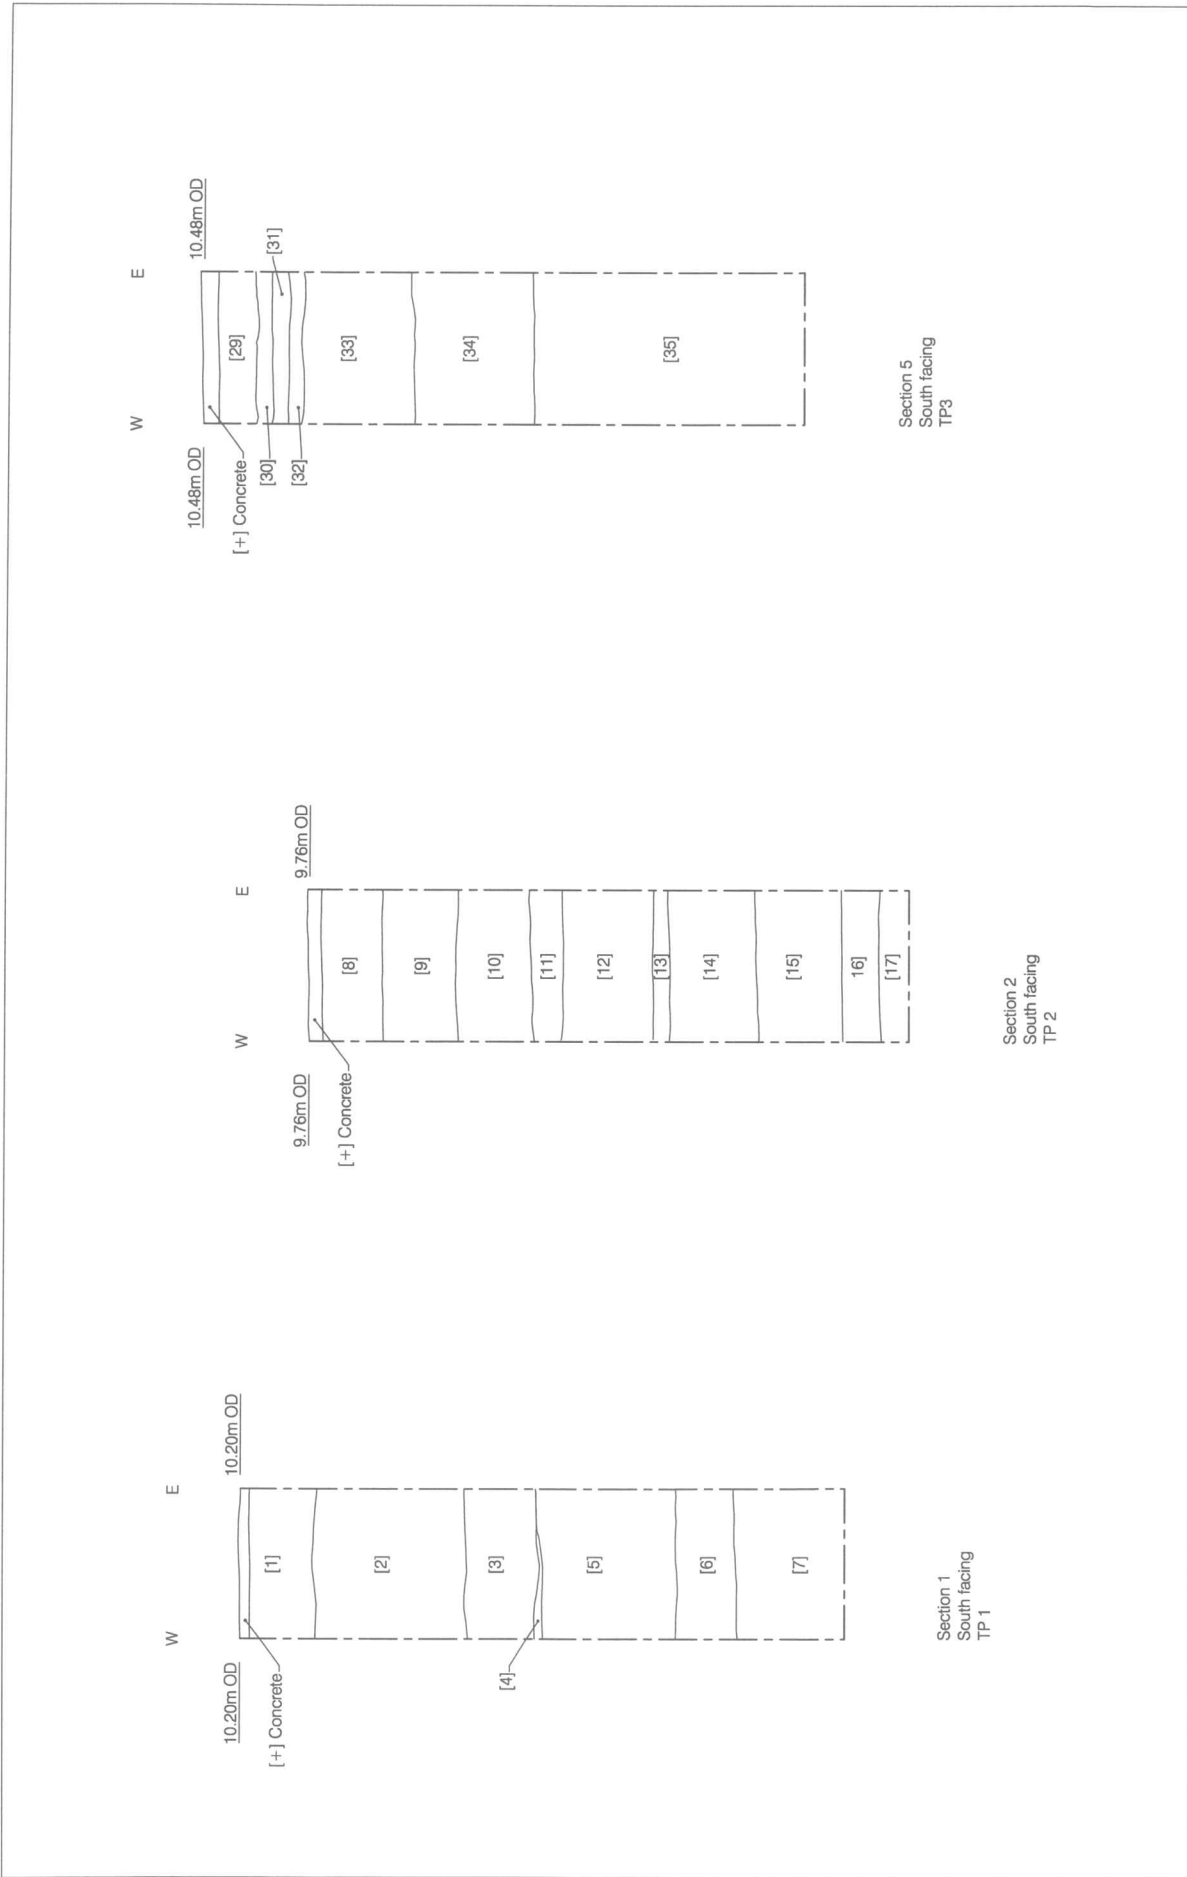 W
E
10.20m OD
10.20m OD
[+] Concrete
[1]
[2]
[3]
[4]
[5]
[6]
[7]
Section 1
South facing
TP 1
W
E
9.76m OD
9.76m OD
[+] Concrete
[8]
[9]
[10]
[11]
[12]
[13]
[14]
[15]
16]
[17]
Section 2
South facing
TP 2
W
E
10.48m OD
10.48m OD
[+] Concrete
[29]
[30]
[31]
[32]
[33]
[34]
[35]
Section 5
South facing
TP3